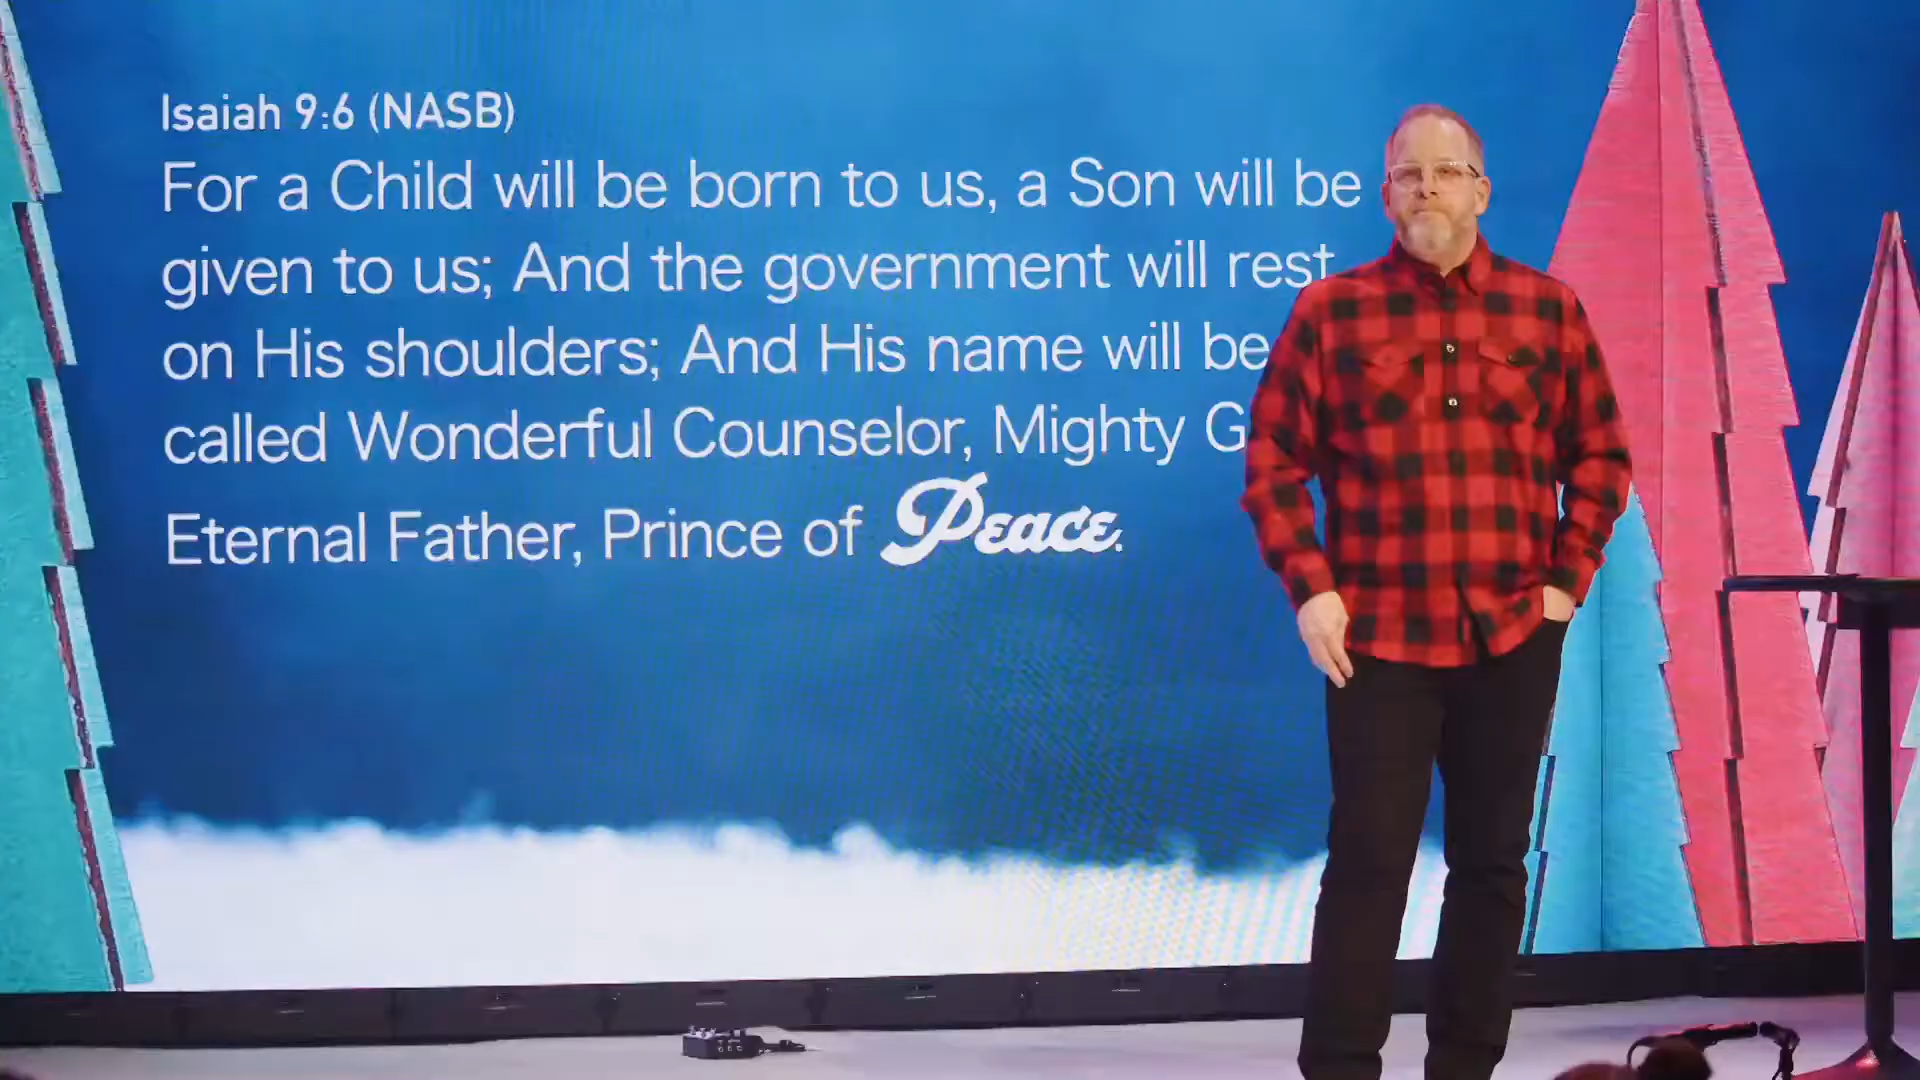 Isaiah 9:6 (NASB)
For a Child will be born to us, a Son will be
given to us; And the government will rest
on His shoulders; And His name will be
called Wonderful Counselor, Mighty G
Eternal Father, Prince of Peace.